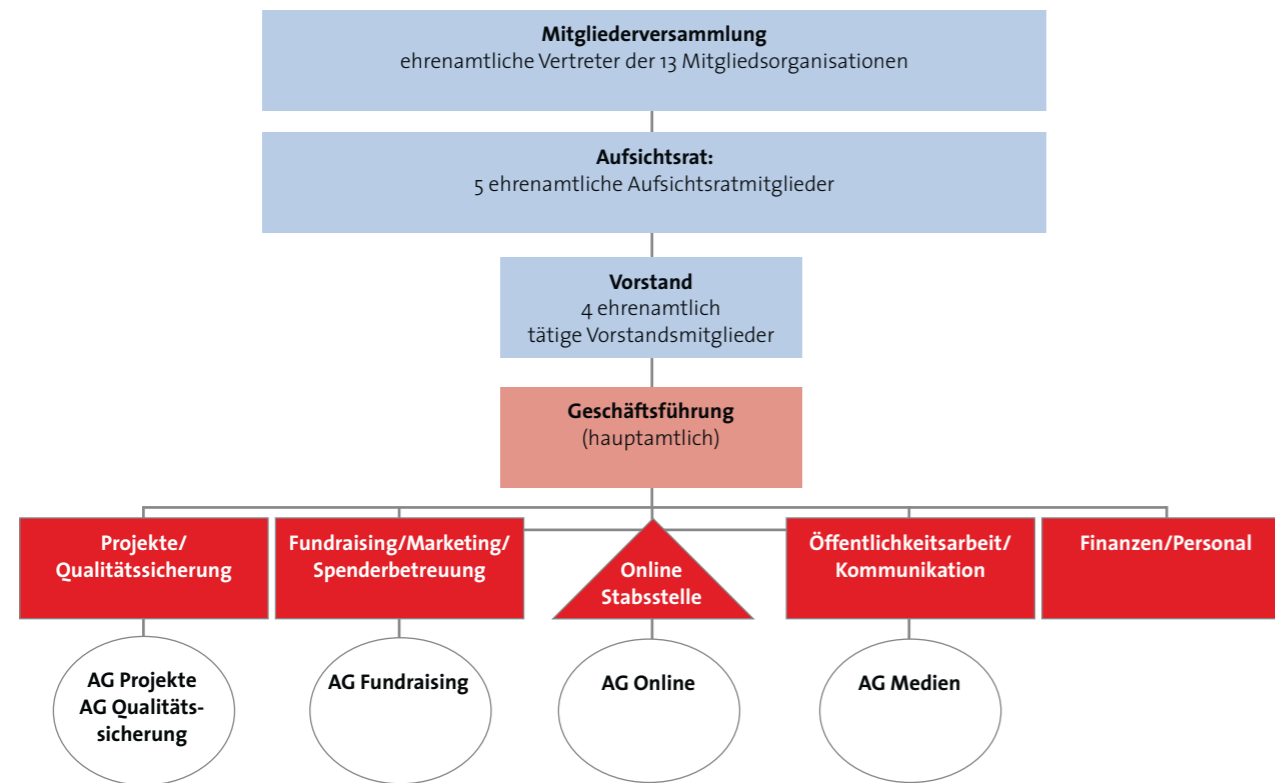 Mitgliederversammlung
ehrenamtliche Vertreter der 13 Mitgliedsorganisationen
Aufsichtsrat:
5 ehrenamtliche Aufsichtsratmitglieder
Vorstand
4 ehrenamtlich
tätige Vorstandsmitglieder
Geschäftsführung
(hauptamtlich)
Projekte/
Qualitätssicherung
Fundraising/Marketing/
Spenderbetreuung
Online
Stabsstelle
Öffentlichkeitsarbeit/
Kommunikation
Finanzen/Personal
AG Projekte
AG Qualitäts-
sicherung
AG Fundraising
AG Online
AG Medien